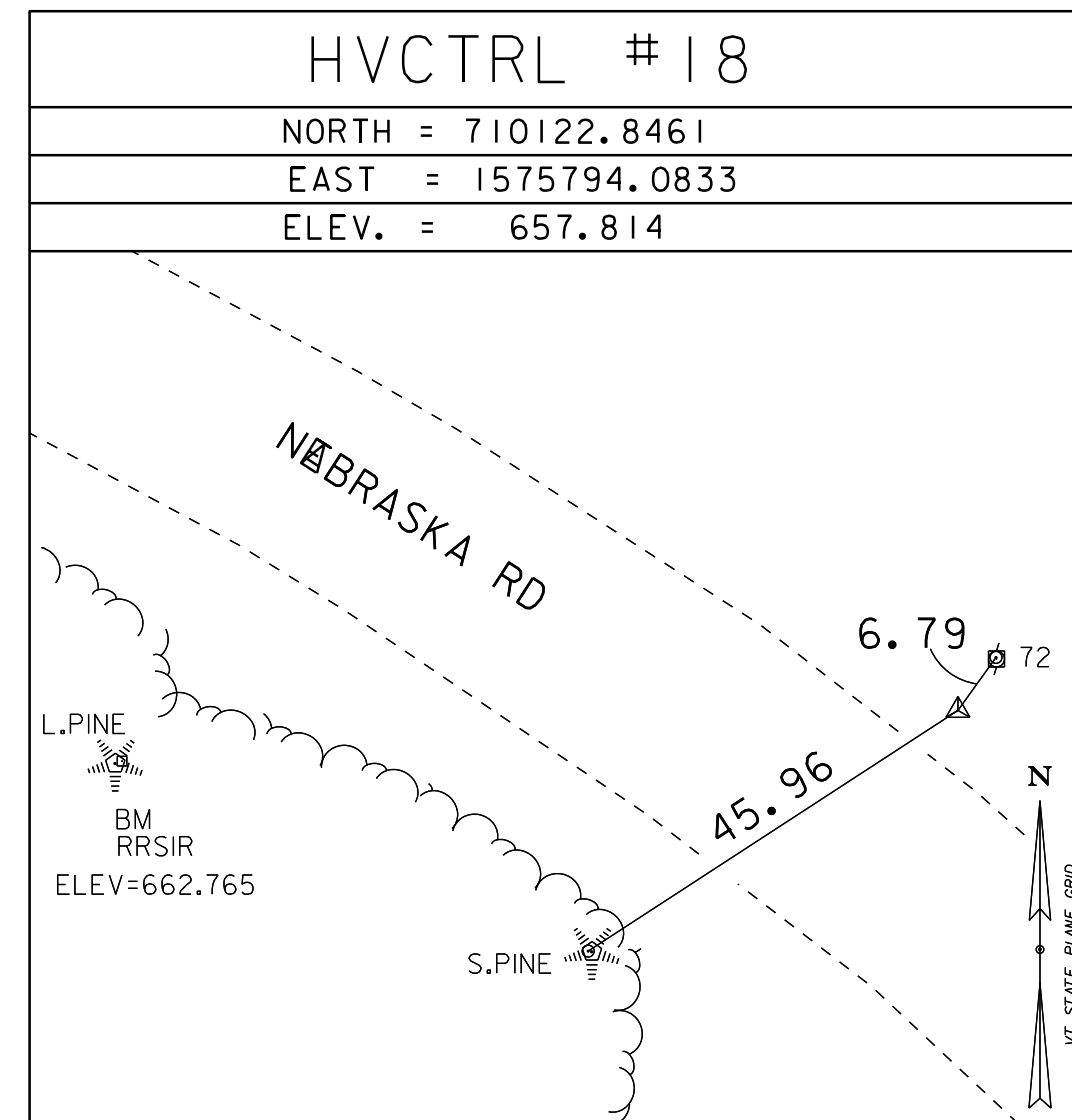 HVCTRL #18
NORTH = 710122.8461
EAST = 1575794.0833
ELEV. = 657.814
NEBRASKA RD
6.79
72
L.PINE
45.96
N
BM
RRSIR
ELEV=662.765
S.PINE
VT STATE PLANE GRID